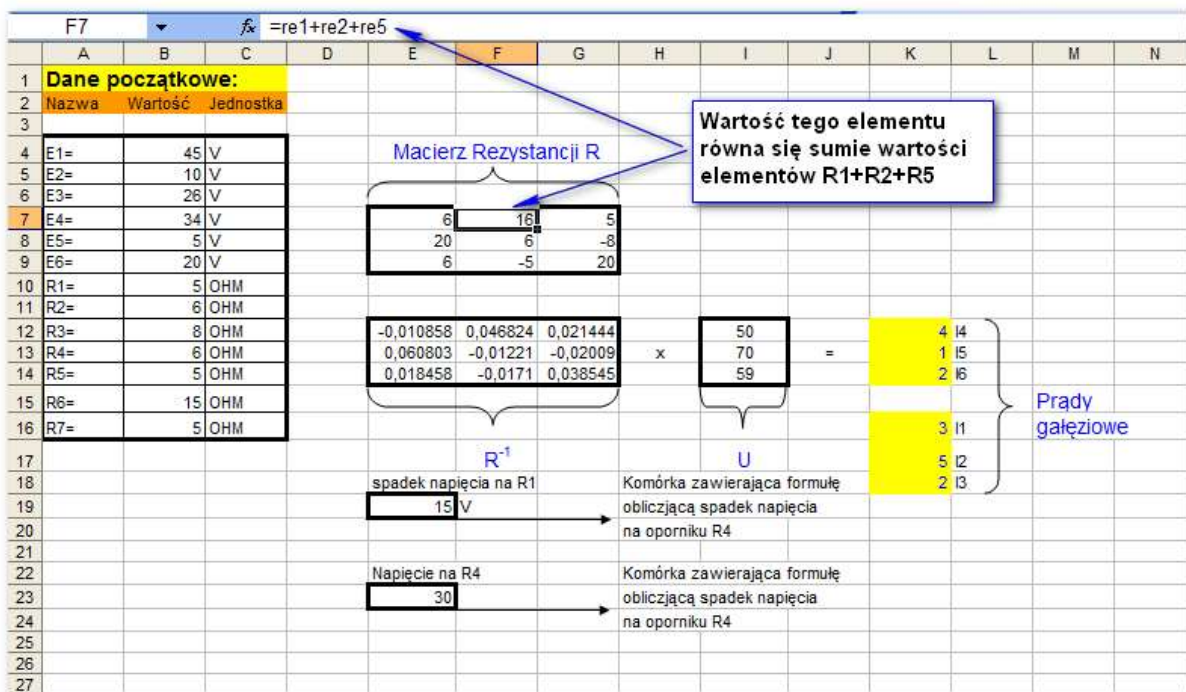 F7 fx =re1+re2+re5
A B C D E F G H I J K L M N
1 Dane początkowe:
2 Nazwa Wartość Jednostka
3
Wartość tego elementu
równa się sumie wartości
elementów R1+R2+R5
4 E1= 45 V Macierz Rezystancji R
5 E2= 10 V
6 E3= 26 V
7 E4= 34 V 6 16 5
8 E5= 5 V 20 6 -8
9 E6= 20 V 6 -5 20
10 R1= 5 OHM
11 R2= 6 OHM
12 R3= 8 OHM -0,010858 0,046824 0,021444 50 4 I4
13 R4= 6 OHM 0,060803 -0,01221 -0,02009 x 70 = 1 I5
14 R5= 5 OHM 0,018458 -0,0171 0,038545 59 2 I6
15 R6= 15 OHM Prądy
16 R7= 5 OHM 3 I1 gałęziowe
17 R-1 U 5 I2
18 spadek napięcia na R1 Komórka zawierająca formułę 2 I3
19 15 V obliczjącą spadek napięcia
20 na oporniku R4
21
22 Napięcie na R4 Komórka zawierająca formułę
23 30 obliczjącą spadek napięcia
24 na oporniku R4
25
26
27